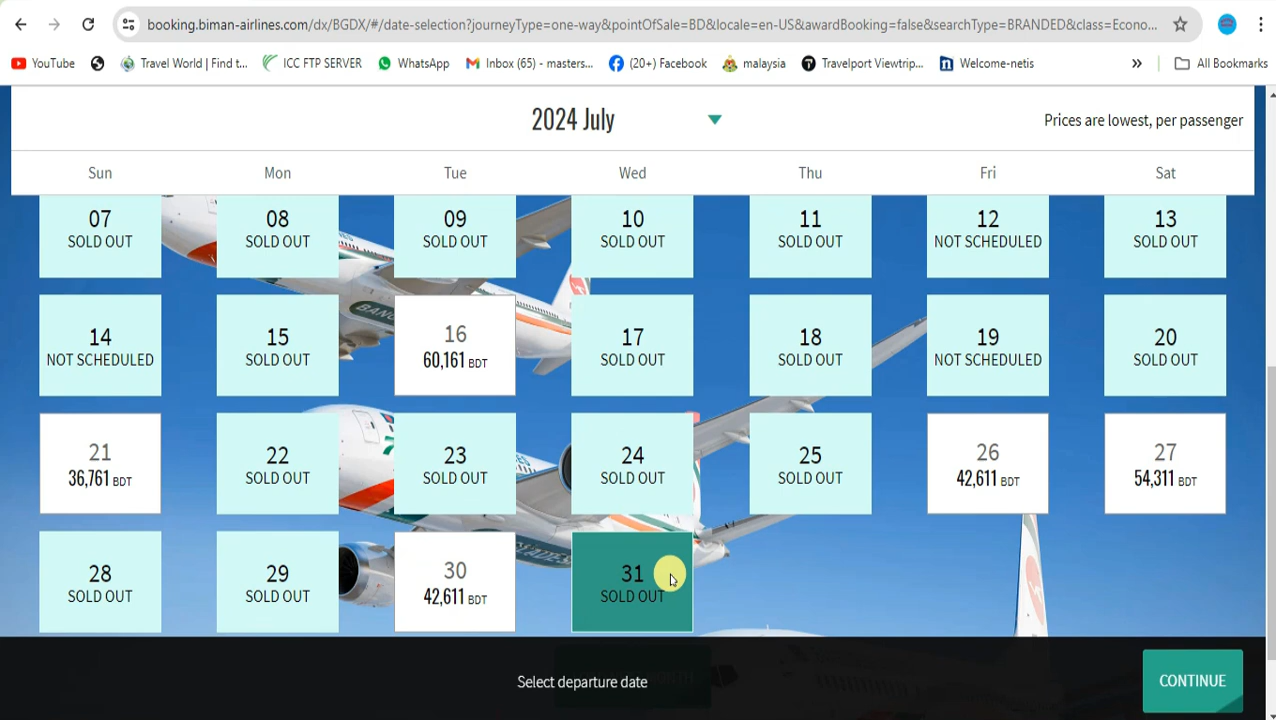 booking.biman-airlines.com/dx/BGDX/#/date-selection?journeyType=one-way&pointOfSale=BD&locale=en-US&awardBooking=false&searchType=BRANDED&class=Econo...
YouTube Travel World | Find t... ICC FTP SERVER WhatsApp Inbox (65) - masters... (20+) Facebook malaysia Travelport Viewtrip... Welcome-netis » All Bookmarks
2024 July Prices are lowest, per passenger
Sun Mon Tue Wed Thu Fri Sat
07 08 09 10 11 12 13
SOLD OUT SOLD OUT SOLD OUT SOLD OUT SOLD OUT NOT SCHEDULED SOLD OUT
14 15 16 17 18 19 20
NOT SCHEDULED SOLD OUT 60,161 BDT SOLD OUT SOLD OUT NOT SCHEDULED SOLD OUT
21 22 23 24 25 26 27
36,761 BDT SOLD OUT SOLD OUT SOLD OUT SOLD OUT 42,611 BDT 54,311 BDT
28 29 30 31
SOLD OUT SOLD OUT 42,611 BDT SOLD OUT
Select departure date CONTINUE